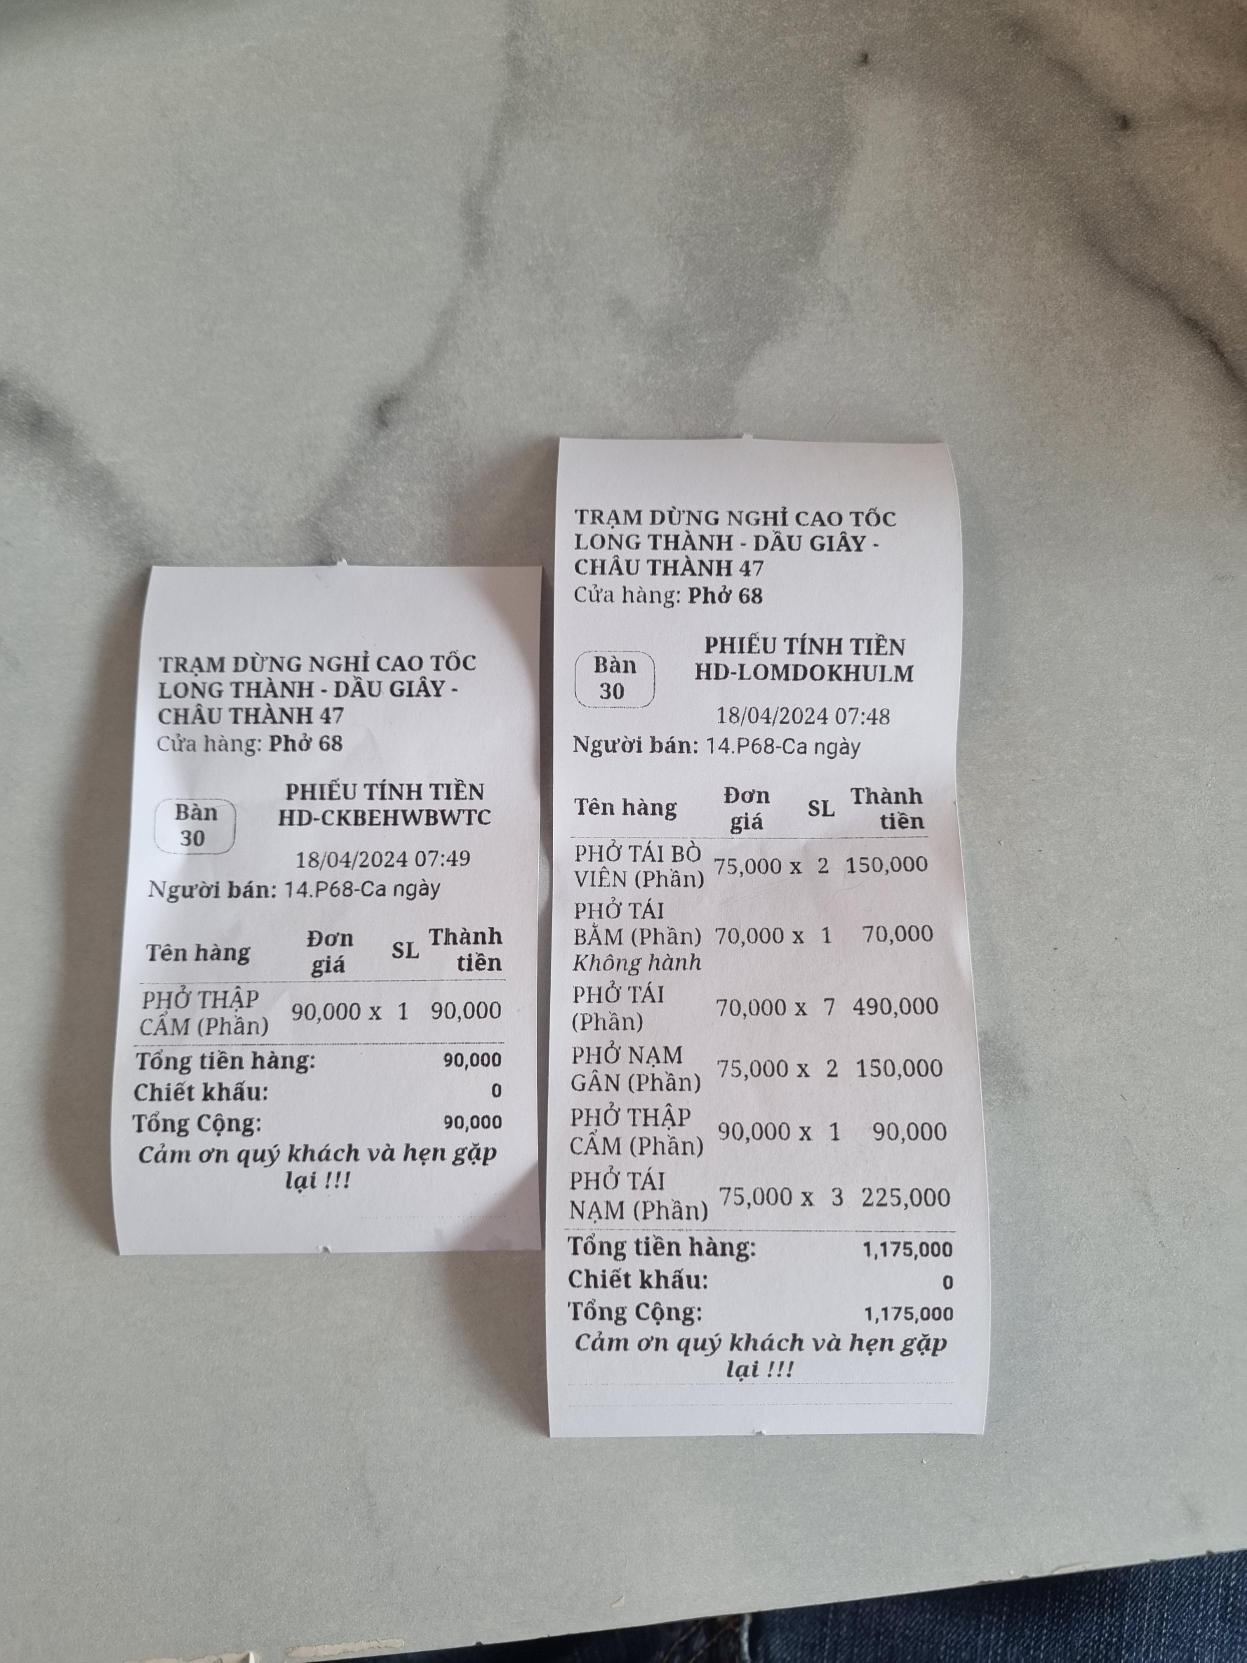 TRẠM DỪNG NGHỈ CAO TỐC
LONG THÀNH - DẦU GIÂY -
CHÂU THÀNH 47
Cửa hàng: Phở 68
PHIẾU TÍNH TIỀN
HD-CKBEHWBWTC
Bàn
30
18/04/2024 07:49
Người bán: 14.P68-Ca ngày
Tên hàng Đơn giá SL Thành tiền
PHỞ THẬP
CẨM (Phần) 90,000 x 1 90,000
Tổng tiền hàng: 90,000
Chiết khấu: 0
Tổng Cộng: 90,000
Cảm ơn quý khách và hẹn gặp
lại !!!
TRẠM DỪNG NGHỈ CAO TỐC
LONG THÀNH - DẦU GIÂY -
CHÂU THÀNH 47
Cửa hàng: Phở 68
PHIẾU TÍNH TIỀN
HD-LOMDOKHULM
Bàn
30
18/04/2024 07:48
Người bán: 14.P68-Ca ngày
Tên hàng Đơn giá SL Thành tiền
PHỞ TÁI BÒ
VIÊN (Phần) 75,000 x 2 150,000
PHỞ TÁI
BẰM (Phần) 70,000 x 1 70,000
Không hành
PHỞ TÁI
(Phần) 70,000 x 7 490,000
PHỞ NẠM
GÂN (Phần) 75,000 x 2 150,000
PHỞ THẬP
CẨM (Phần) 90,000 x 1 90,000
PHỞ TÁI
NẠM (Phần) 75,000 x 3 225,000
Tổng tiền hàng: 1,175,000
Chiết khấu: 0
Tổng Cộng: 1,175,000
Cảm ơn quý khách và hẹn gặp
lại !!!